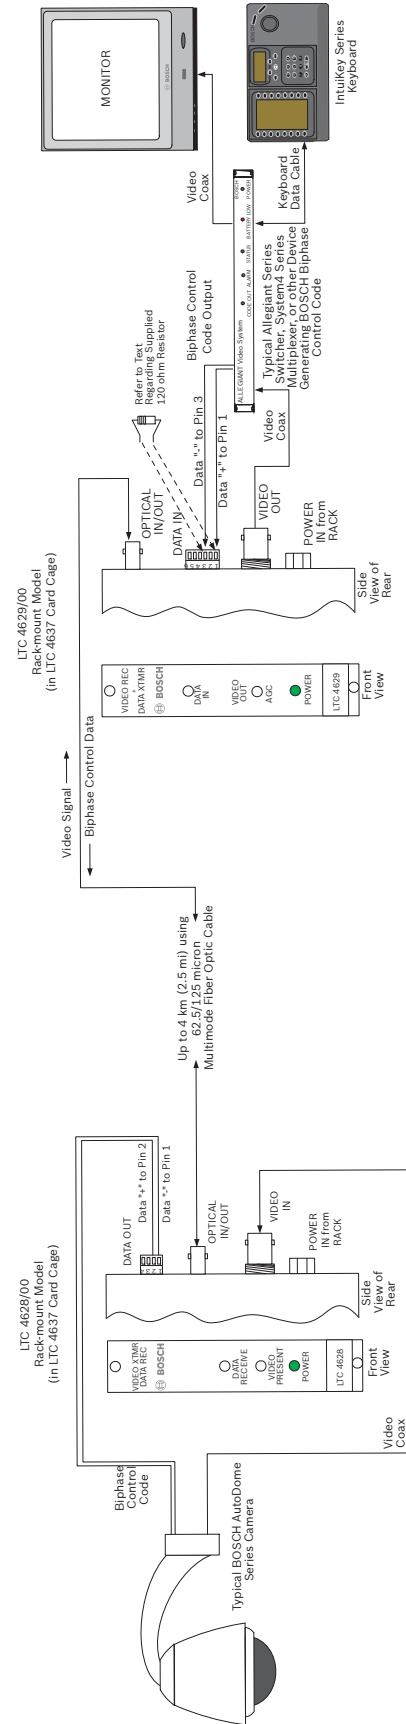 LTC 4628/00
Rack-mount Model
(in LTC 4637 Card Cage)
Biphase
Control
Code
DATA OUT
Data "+" to Pin 2
Data "-" to Pin 1
OPTICAL
IN/OUT
VIDEO
IN
POWER
IN from
RACK
Side
View of
Rear
VIDEO XTMR
DATA REC
BOSCH
DATA
RECEIVE
VIDEO
PRESENT
POWER
LTC 4628
Front
View
Video
Coax
Typical BOSCH AutoDome
Series Camera
Up to 4 km (2.5 mi) using
62.5/125 micron
Multimode Fiber Optic Cable
Video Signal
Biphase Control Data
LTC 4629/00
Rack-mount Model
(in LTC 4637 Card Cage)
VIDEO REC
+
DATA XTMR
BOSCH
DATA
IN
VIDEO
OUT
AGC
POWER
LTC 4629
Front
View
OPTICAL
IN/OUT
DATA IN
VIDEO
OUT
POWER
IN from
RACK
Side
View of
Rear
Refer to Text
Regarding Supplied
120 ohm Resistor
Biphase Control
Code Output
Data "-" to Pin 3
Data "+" to Pin 1
Video
Coax
ALLEGIANT Video System
CODE OUT
ALARM
STATUS
BATTERY LOW
POWER
BOSCH
Typical Allegiant Series
Switcher, System4 Series
Multiplexer, or other Device
Generating BOSCH Biphase
Control Code
Video
Coax
Keyboard
Data Cable
MONITOR
BOSCH
BOSCH
IntuiKey Series
Keyboard